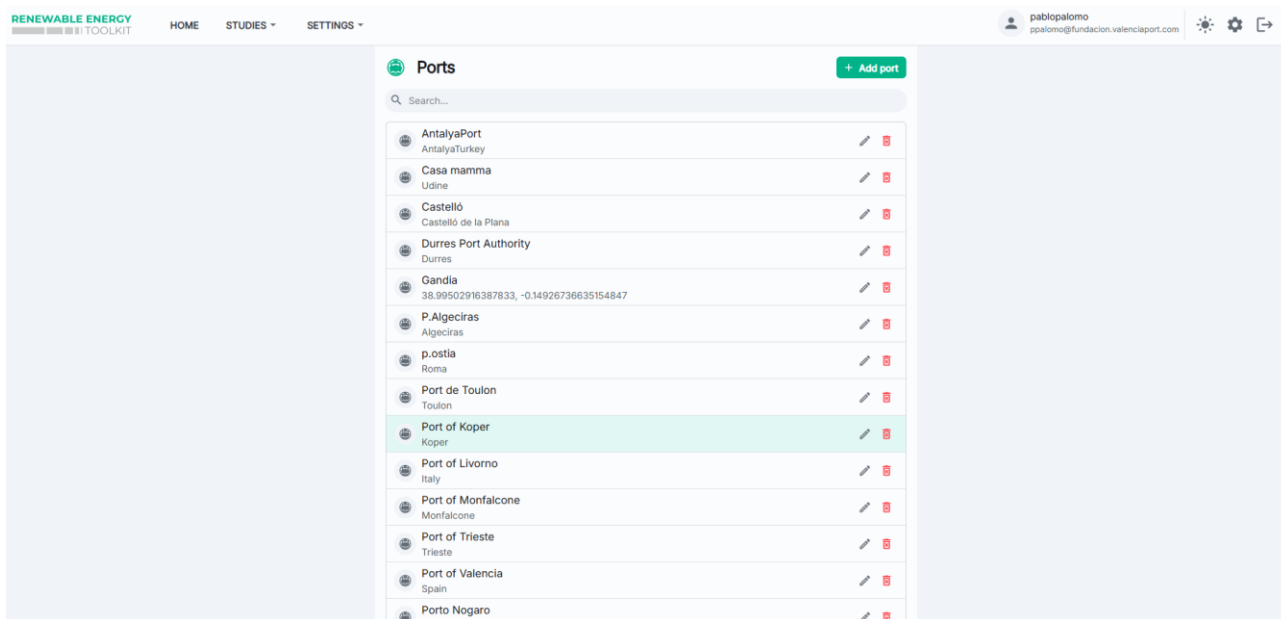 RENEWABLE ENERGY
TOOLKIT
HOME
STUDIES
SETTINGS
pablopalomo
ppalomo@fundacion.valenciaport.com
Ports
+ Add port
Search...
AntalyaPort
AntalyaTurkey
Casa mamma
Udine
Castelló
Castelló de la Plana
Durres Port Authority
Durres
Gandia
38.99502916387833, -0.14926736635154847
P.Algeciras
Algeciras
p.ostia
Roma
Port de Toulon
Toulon
Port of Koper
Koper
Port of Livorno
Italy
Port of Monfalcone
Monfalcone
Port of Trieste
Trieste
Port of Valencia
Spain
Porto Nogaro